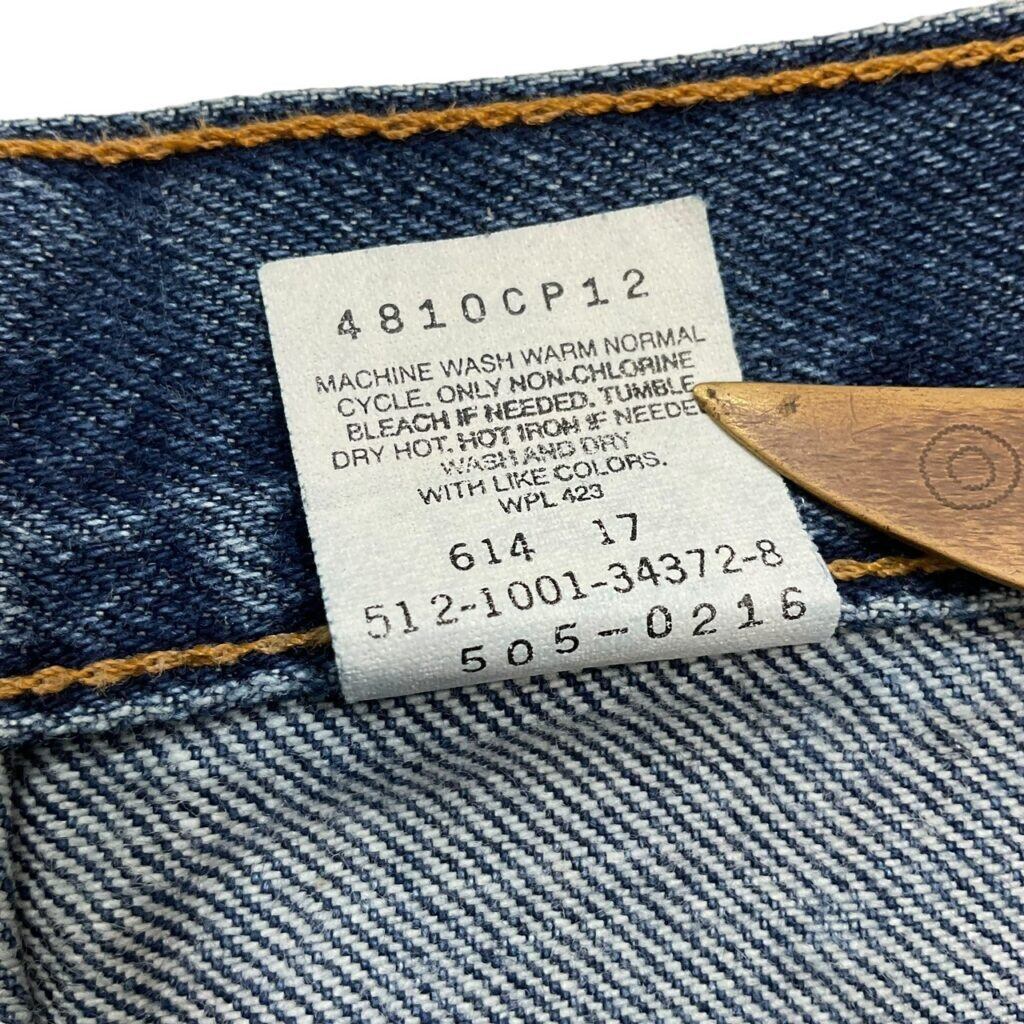 4810CP12
MACHINE WASH WARM NORMAL
CYCLE. ONLY NON-CHLORINE
BLEACH IF NEEDED. TUMBLE
DRY HOT. HOT IRON IF NEEDE
WASH AND DRY
WITH LIKE COLORS.
WPL 423
614 17
512-1001-34372-8
505-0216